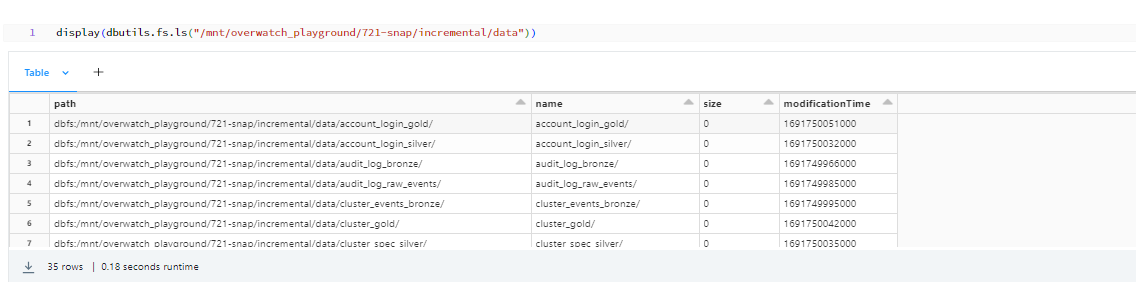 1 display(dbutils.fs.ls("/mnt/overwatch_playground/721-snap/incremental/data"))
Table +
path name size modificationTime
1 dbfs:/mnt/overwatch_playground/721-snap/incremental/data/account_login_gold/ account_login_gold/ 0 1691750051000
2 dbfs:/mnt/overwatch_playground/721-snap/incremental/data/account_login_silver/ account_login_silver/ 0 1691750032000
3 dbfs:/mnt/overwatch_playground/721-snap/incremental/data/audit_log_bronze/ audit_log_bronze/ 0 1691749966000
4 dbfs:/mnt/overwatch_playground/721-snap/incremental/data/audit_log_raw_events/ audit_log_raw_events/ 0 1691749985000
5 dbfs:/mnt/overwatch_playground/721-snap/incremental/data/cluster_events_bronze/ cluster_events_bronze/ 0 1691749995000
6 dbfs:/mnt/overwatch_playground/721-snap/incremental/data/cluster_gold/ cluster_gold/ 0 1691750042000
7 dbfs:/mnt/overwatch_playground/721-snap/incremental/data/cluster_spec_silver/ cluster_spec_silver/ 0 1691750035000
35 rows | 0.18 seconds runtime